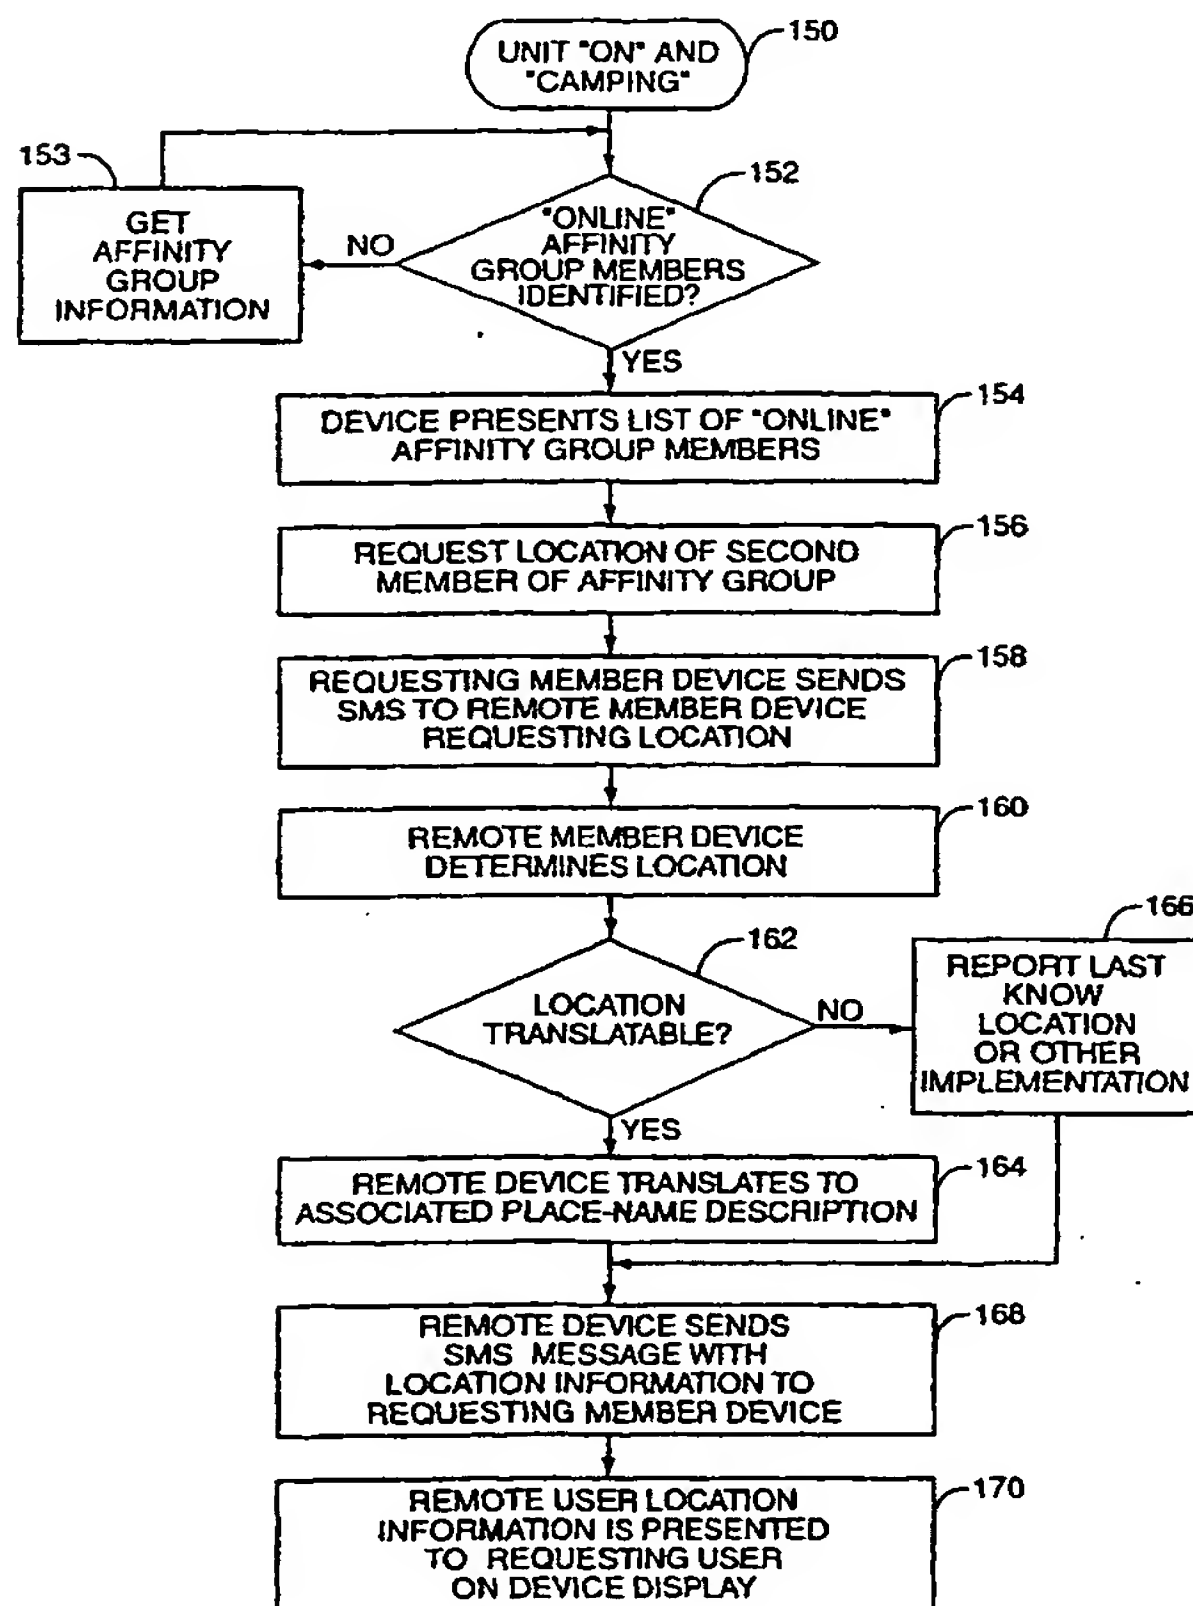 150
UNIT "ON" AND
"CAMPING"
153
152
GET
AFFINITY
GROUP
INFORMATION
NO
"ONLINE"
AFFINITY
GROUP MEMBERS
IDENTIFIED?
YES
154
DEVICE PRESENTS LIST OF "ONLINE"
AFFINITY GROUP MEMBERS
156
REQUEST LOCATION OF SECOND
MEMBER OF AFFINITY GROUP
158
REQUESTING MEMBER DEVICE SENDS
SMS TO REMOTE MEMBER DEVICE
REQUESTING LOCATION
160
REMOTE MEMBER DEVICE
DETERMINES LOCATION
162
LOCATION
TRANSLATABLE?
NO
166
REPORT LAST
KNOW
LOCATION
OR OTHER
IMPLEMENTATION
YES
164
REMOTE DEVICE TRANSLATES TO
ASSOCIATED PLACE-NAME DESCRIPTION
168
REMOTE DEVICE SENDS
SMS MESSAGE WITH
LOCATION INFORMATION TO
REQUESTING MEMBER DEVICE
170
REMOTE USER LOCATION
INFORMATION IS PRESENTED
TO REQUESTING USER
ON DEVICE DISPLAY